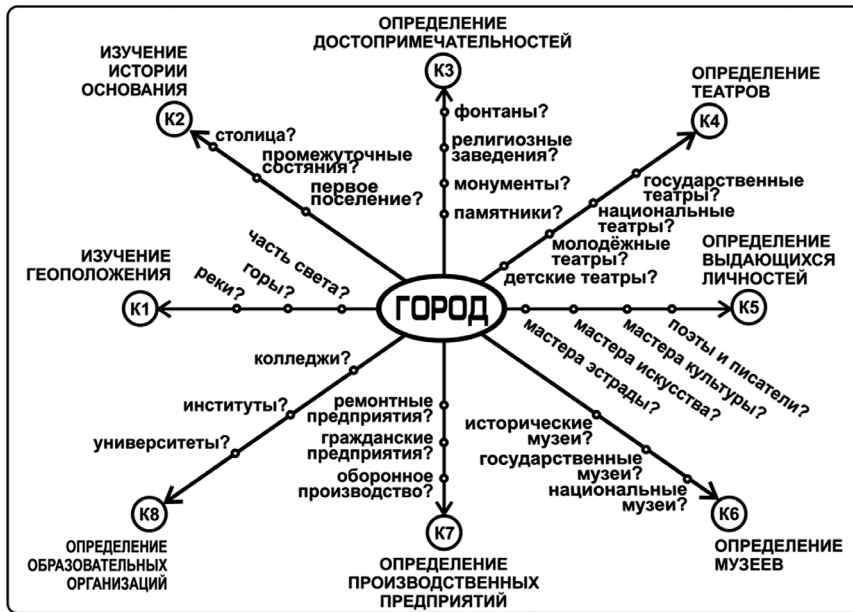 ИЗУЧЕНИЕ
ИСТОРИИ
ОСНОВАНИЯ
К2
столица?
промежуточные
состяния?
первое
поселение?
ОПРЕДЕЛЕНИЕ
ДОСТОПРИМЕЧАТЕЛЬНОСТЕЙ
К3
фонтаны?
религиозные
заведения?
монументы?
памятники?
ОПРЕДЕЛЕНИЕ
ТЕАТРОВ
К4
государственные
театры?
национальные
театры?
молодёжные
театры?
детские театры?
ИЗУЧЕНИЕ
ГЕОПОЛОЖЕНИЯ
К1
реки?
горы?
часть света?
ГОРОД
ОПРЕДЕЛЕНИЕ
ВЫДАЮЩИХСЯ
ЛИЧНОСТЕЙ
К5
мастера эстрады?
мастера искусства?
мастера культуры?
поэты и писатели?
колледжи?
институты?
университеты?
К8
ОПРЕДЕЛЕНИЕ
ОБРАЗОВАТЕЛЬНЫХ
ОРГАНИЗАЦИЙ
ремонтные
предприятия?
гражданские
предприятия?
оборонное
производство?
К7
ОПРЕДЕЛЕНИЕ
ПРОИЗВОДСТВЕННЫХ
ПРЕДПРИЯТИЙ
исторические
музеи?
государственные
музеи?
национальные
музеи?
К6
ОПРЕДЕЛЕНИЕ
МУЗЕЕВ